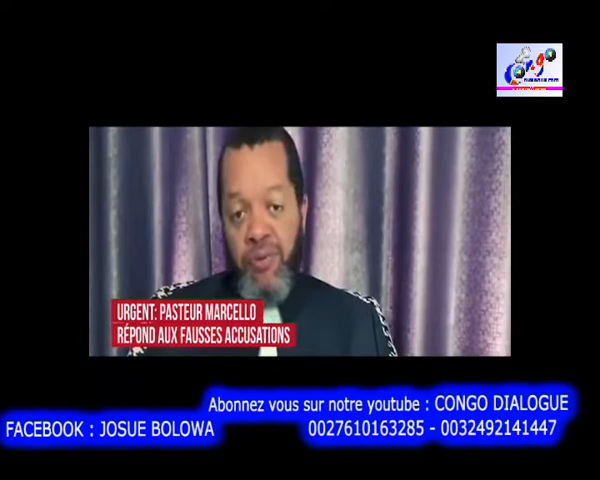 URGENT: PASTEUR MARCELLO
RÉPOND AUX FAUSSES ACCUSATIONS
Abonnez vous sur notre youtube : CONGO DIALOGUE
FACEBOOK : JOSUE BOLOWA
0027610163285 - 0032492141447